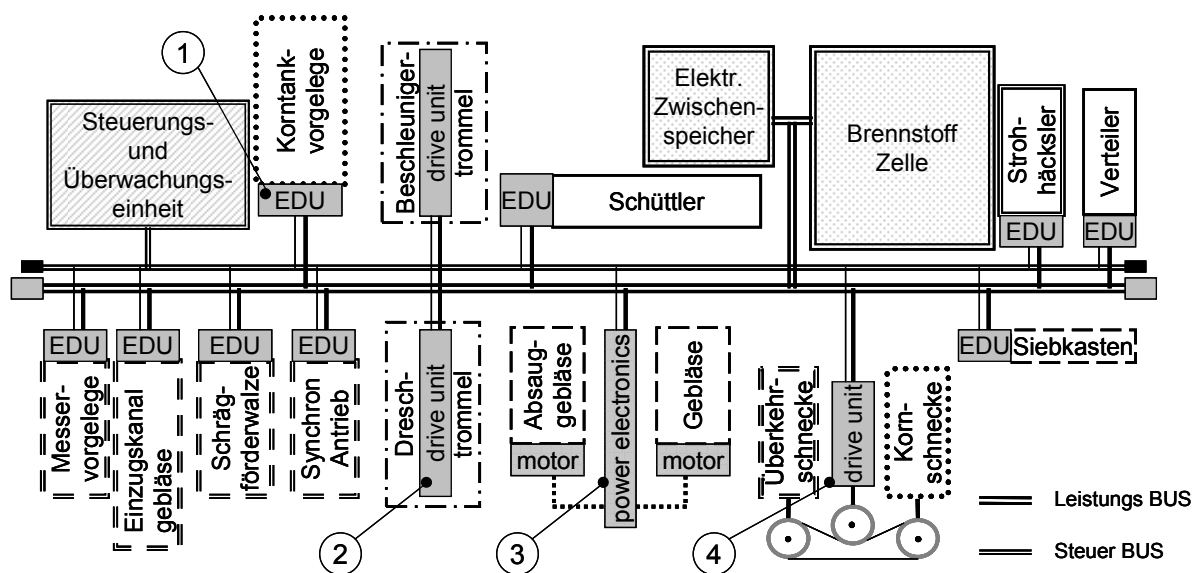 1
Korntank-
vorgelege
EDU
Steuerungs-
und
Überwachungs-
einheit
Beschleuniger-
drive unit
trommel
EDU
Schüttler
Elektr.
Zwischen-
speicher
Brennstoff
Zelle
Stroh-
häcksler
EDU
Verteiler
EDU
EDU
Messer-
vorgelege
EDU
Einzugskanal
gebläse
EDU
Schräg-
förderwalze
EDU
Synchron
Antrieb
Dresch-
drive unit
trommel
2
Absaug-
gebläse
motor
power electronics
3
Gebläse
motor
Überkehr-
schnecke
drive unit
4
Korn-
schnecke
EDU
Siebkasten
Leistungs BUS
Steuer BUS